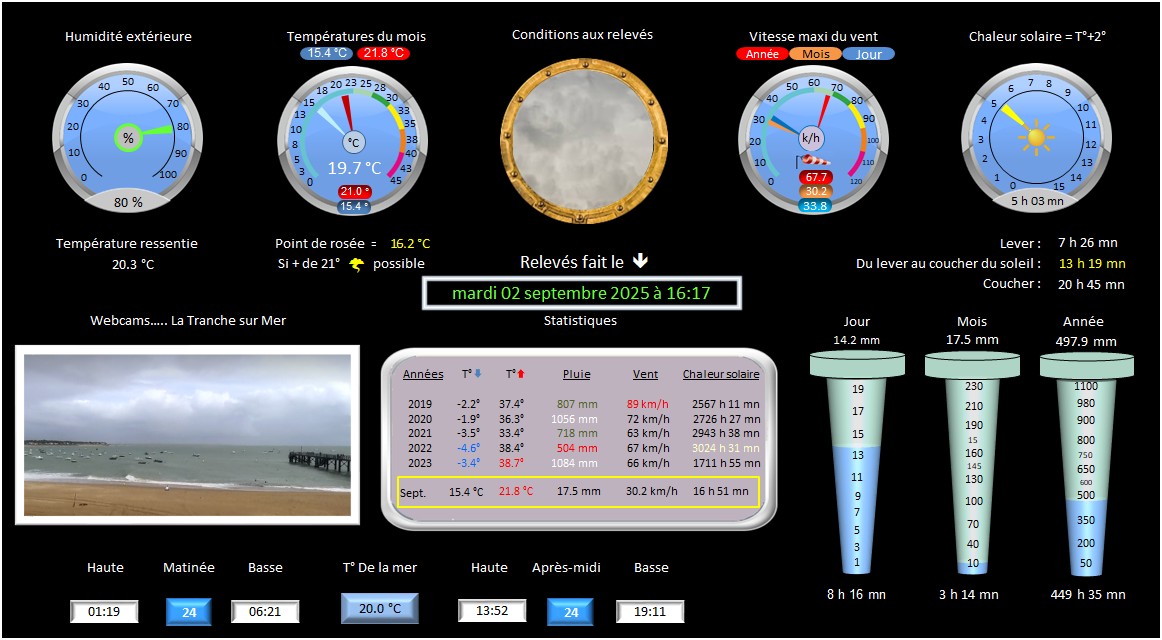 Humidité extérieure
Températures du mois
Conditions aux relevés
Vitesse maxi du vent
Chaleur solaire = T°+2°
15.4 °C 21.8 °C
Année Mois Jour
0 10 20 30 40 50 60 70 80 90 100
%
80 %
0 3 5 8 10 13 15 18 20 23 25 28 30 33 35 38 40 43 45
°C
19.7 °C
21.0 °
15.4 °
0 10 20 30 40 50 60 70 80 90 100 110 120
k/h
67.7
30.2
33.8
0 1 2 3 4 5 6 7 8 9 10 11 12 13 14 15
5 h 03 mn
Température ressentie
20.3 °C
Point de rosée = 16.2 °C
Si + de 21° possible
Relevés fait le
mardi 02 septembre 2025 à 16:17
Lever : 7 h 26 mn
Du lever au coucher du soleil : 13 h 19 mn
Coucher : 20 h 45 mn
Webcams..... La Tranche sur Mer
Statistiques
Années T° T° Pluie Vent Chaleur solaire
2019 -2.2° 37.4° 807 mm 89 km/h 2567 h 11 mn
2020 -1.9° 36.3° 1056 mm 72 km/h 2726 h 27 mn
2021 -3.5° 33.4° 718 mm 63 km/h 2943 h 38 mn
2022 -4.6° 38.4° 504 mm 67 km/h 3024 h 31 mn
2023 -3.4° 38.7° 1084 mm 66 km/h 1711 h 55 mn
Sept. 15.4 °C 21.8 °C 17.5 mm 30.2 km/h 16 h 51 mn
Jour
14.2 mm
19
17
15
13
11
9
7
5
3
1
8 h 16 mn
Mois
17.5 mm
230
210
190
15
160
145
130
100
70
40
10
3 h 14 mn
Année
497.9 mm
1100
980
900
800
750
650
600
500
350
200
50
449 h 35 mn
Haute Matinée Basse
01:19 24 06:21
T° De la mer
20.0 °C
Haute Après-midi Basse
13:52 24 19:11